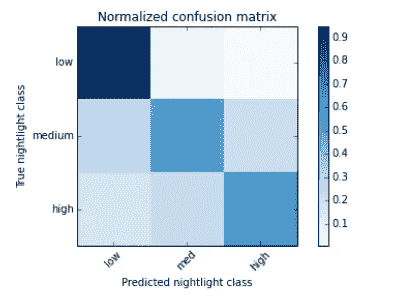 Normalized confusion matrix
True nightlight class
low
medium
high
low
med
high
Predicted nightlight class
0.9
0.8
0.7
0.6
0.5
0.4
0.3
0.2
0.1